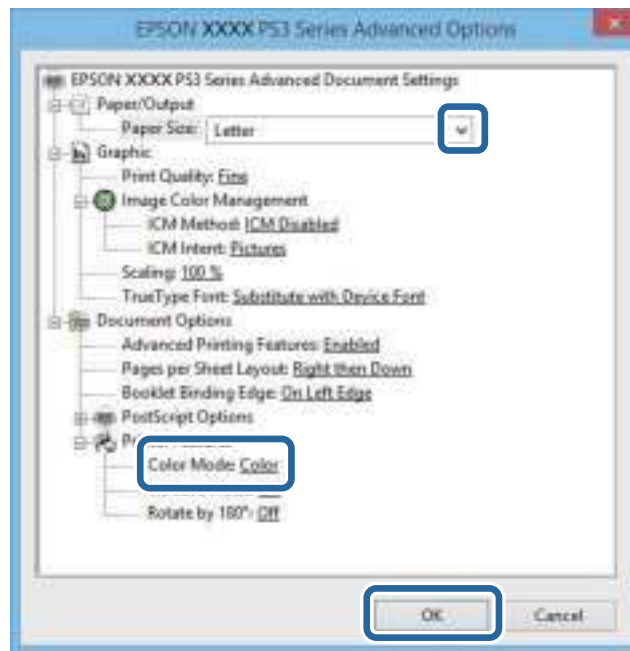 EPSON XXXX PS3 Series Advanced Options
EPSON XXXX PS3 Series Advanced Document Settings
Paper/Output
Paper Size: Letter
Graphic
Print Quality: Fine
Image Color Management
ICM Method: ICM Disabled
ICM Intent: Pictures
Scaling: 100 %
TrueType Font: Substitute with Device Font
Document Options
Advanced Printing Features: Enabled
Pages per Sheet Layout: Right then Down
Booklet Binding Edge: On Left Edge
PostScript Options
Color Mode: Color
Rotate by 180°: Off
OK Cancel